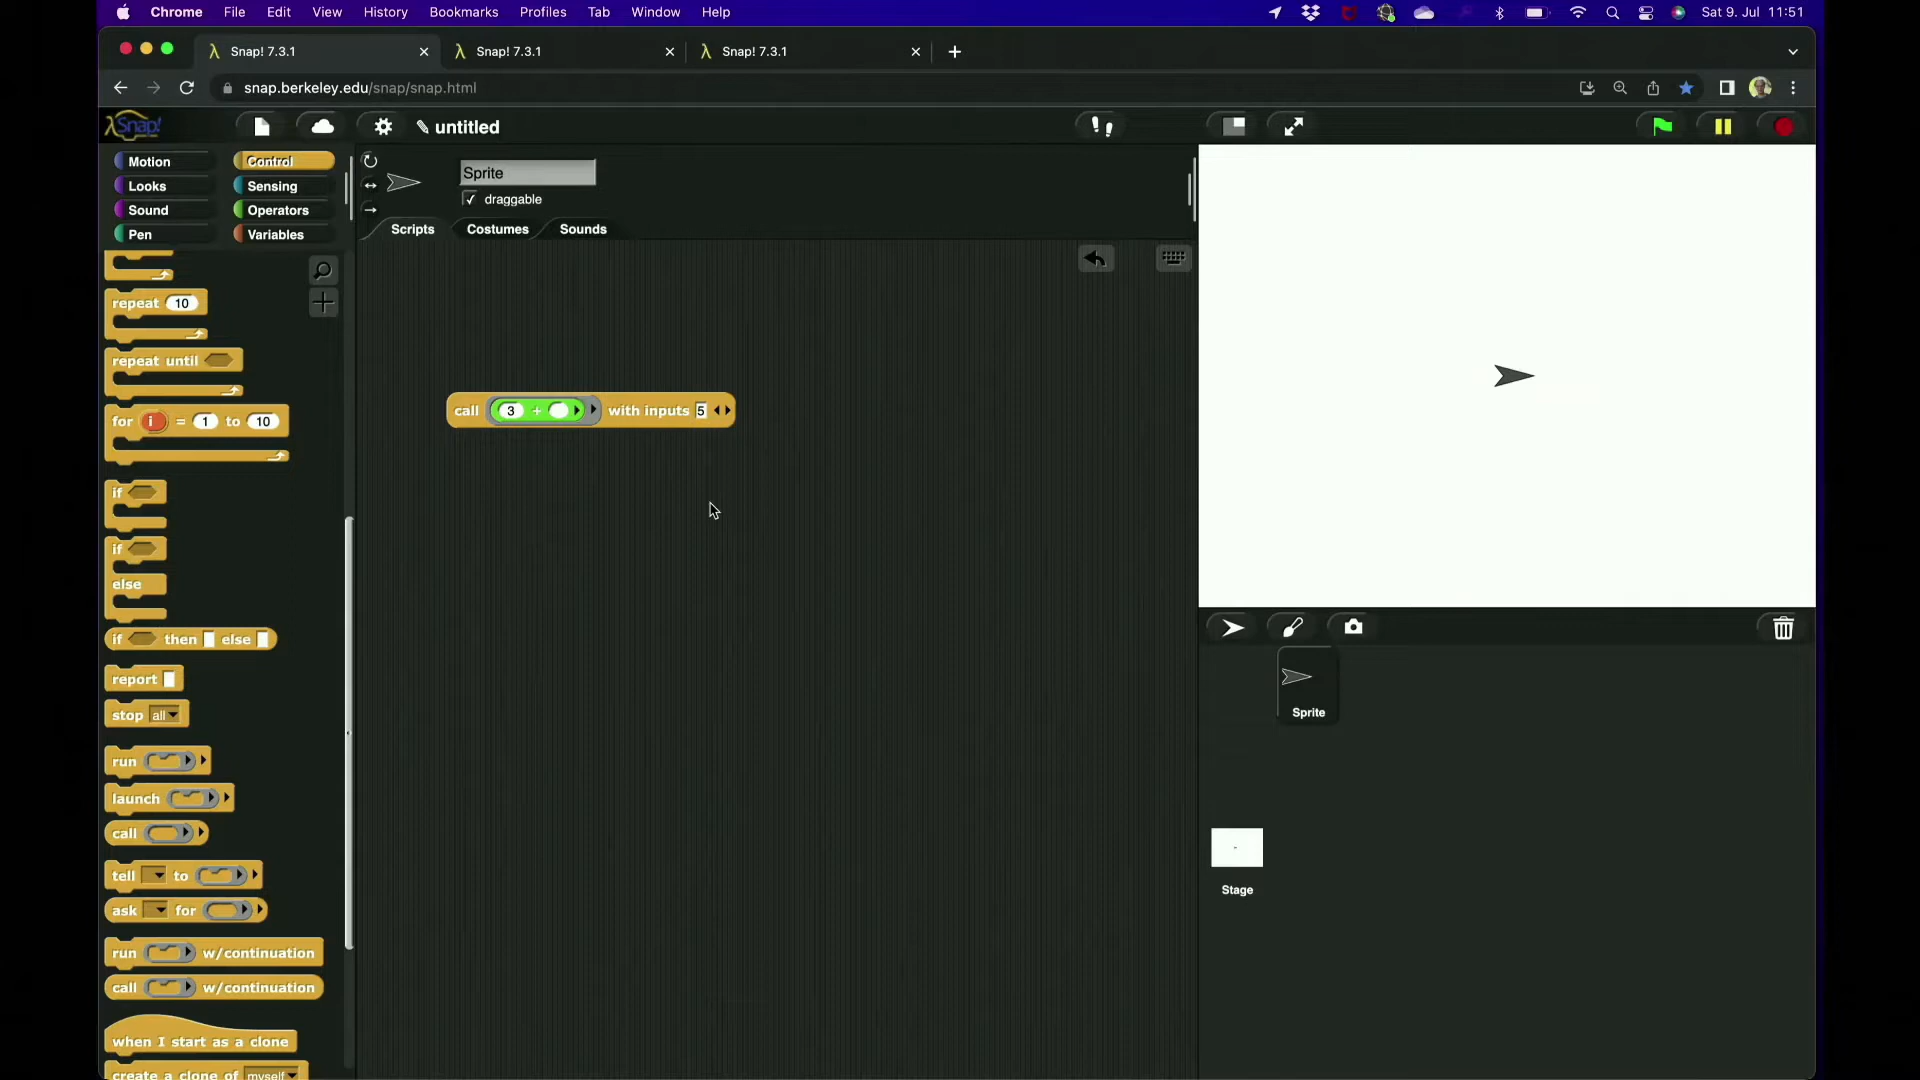 Chrome File Edit View History Bookmarks Profiles Tab Window Help Sat 9. Jul 11:51
Snap! 7.3.1 Snap! 7.3.1 Snap! 7.3.1
snap.berkeley.edu/snap/snap.html
Snap! untitled
Motion Control
Looks Sensing
Sound Operators
Pen Variables
Sprite
draggable
Scripts Costumes Sounds
repeat 10
repeat until
for i = 1 to 10
if
if
else
if then else
report
stop all
run
launch
call
tell to
ask for
run w/continuation
call w/continuation
when I start as a clone
create a clone of myself
call 3 + with inputs 5
Sprite
Stage